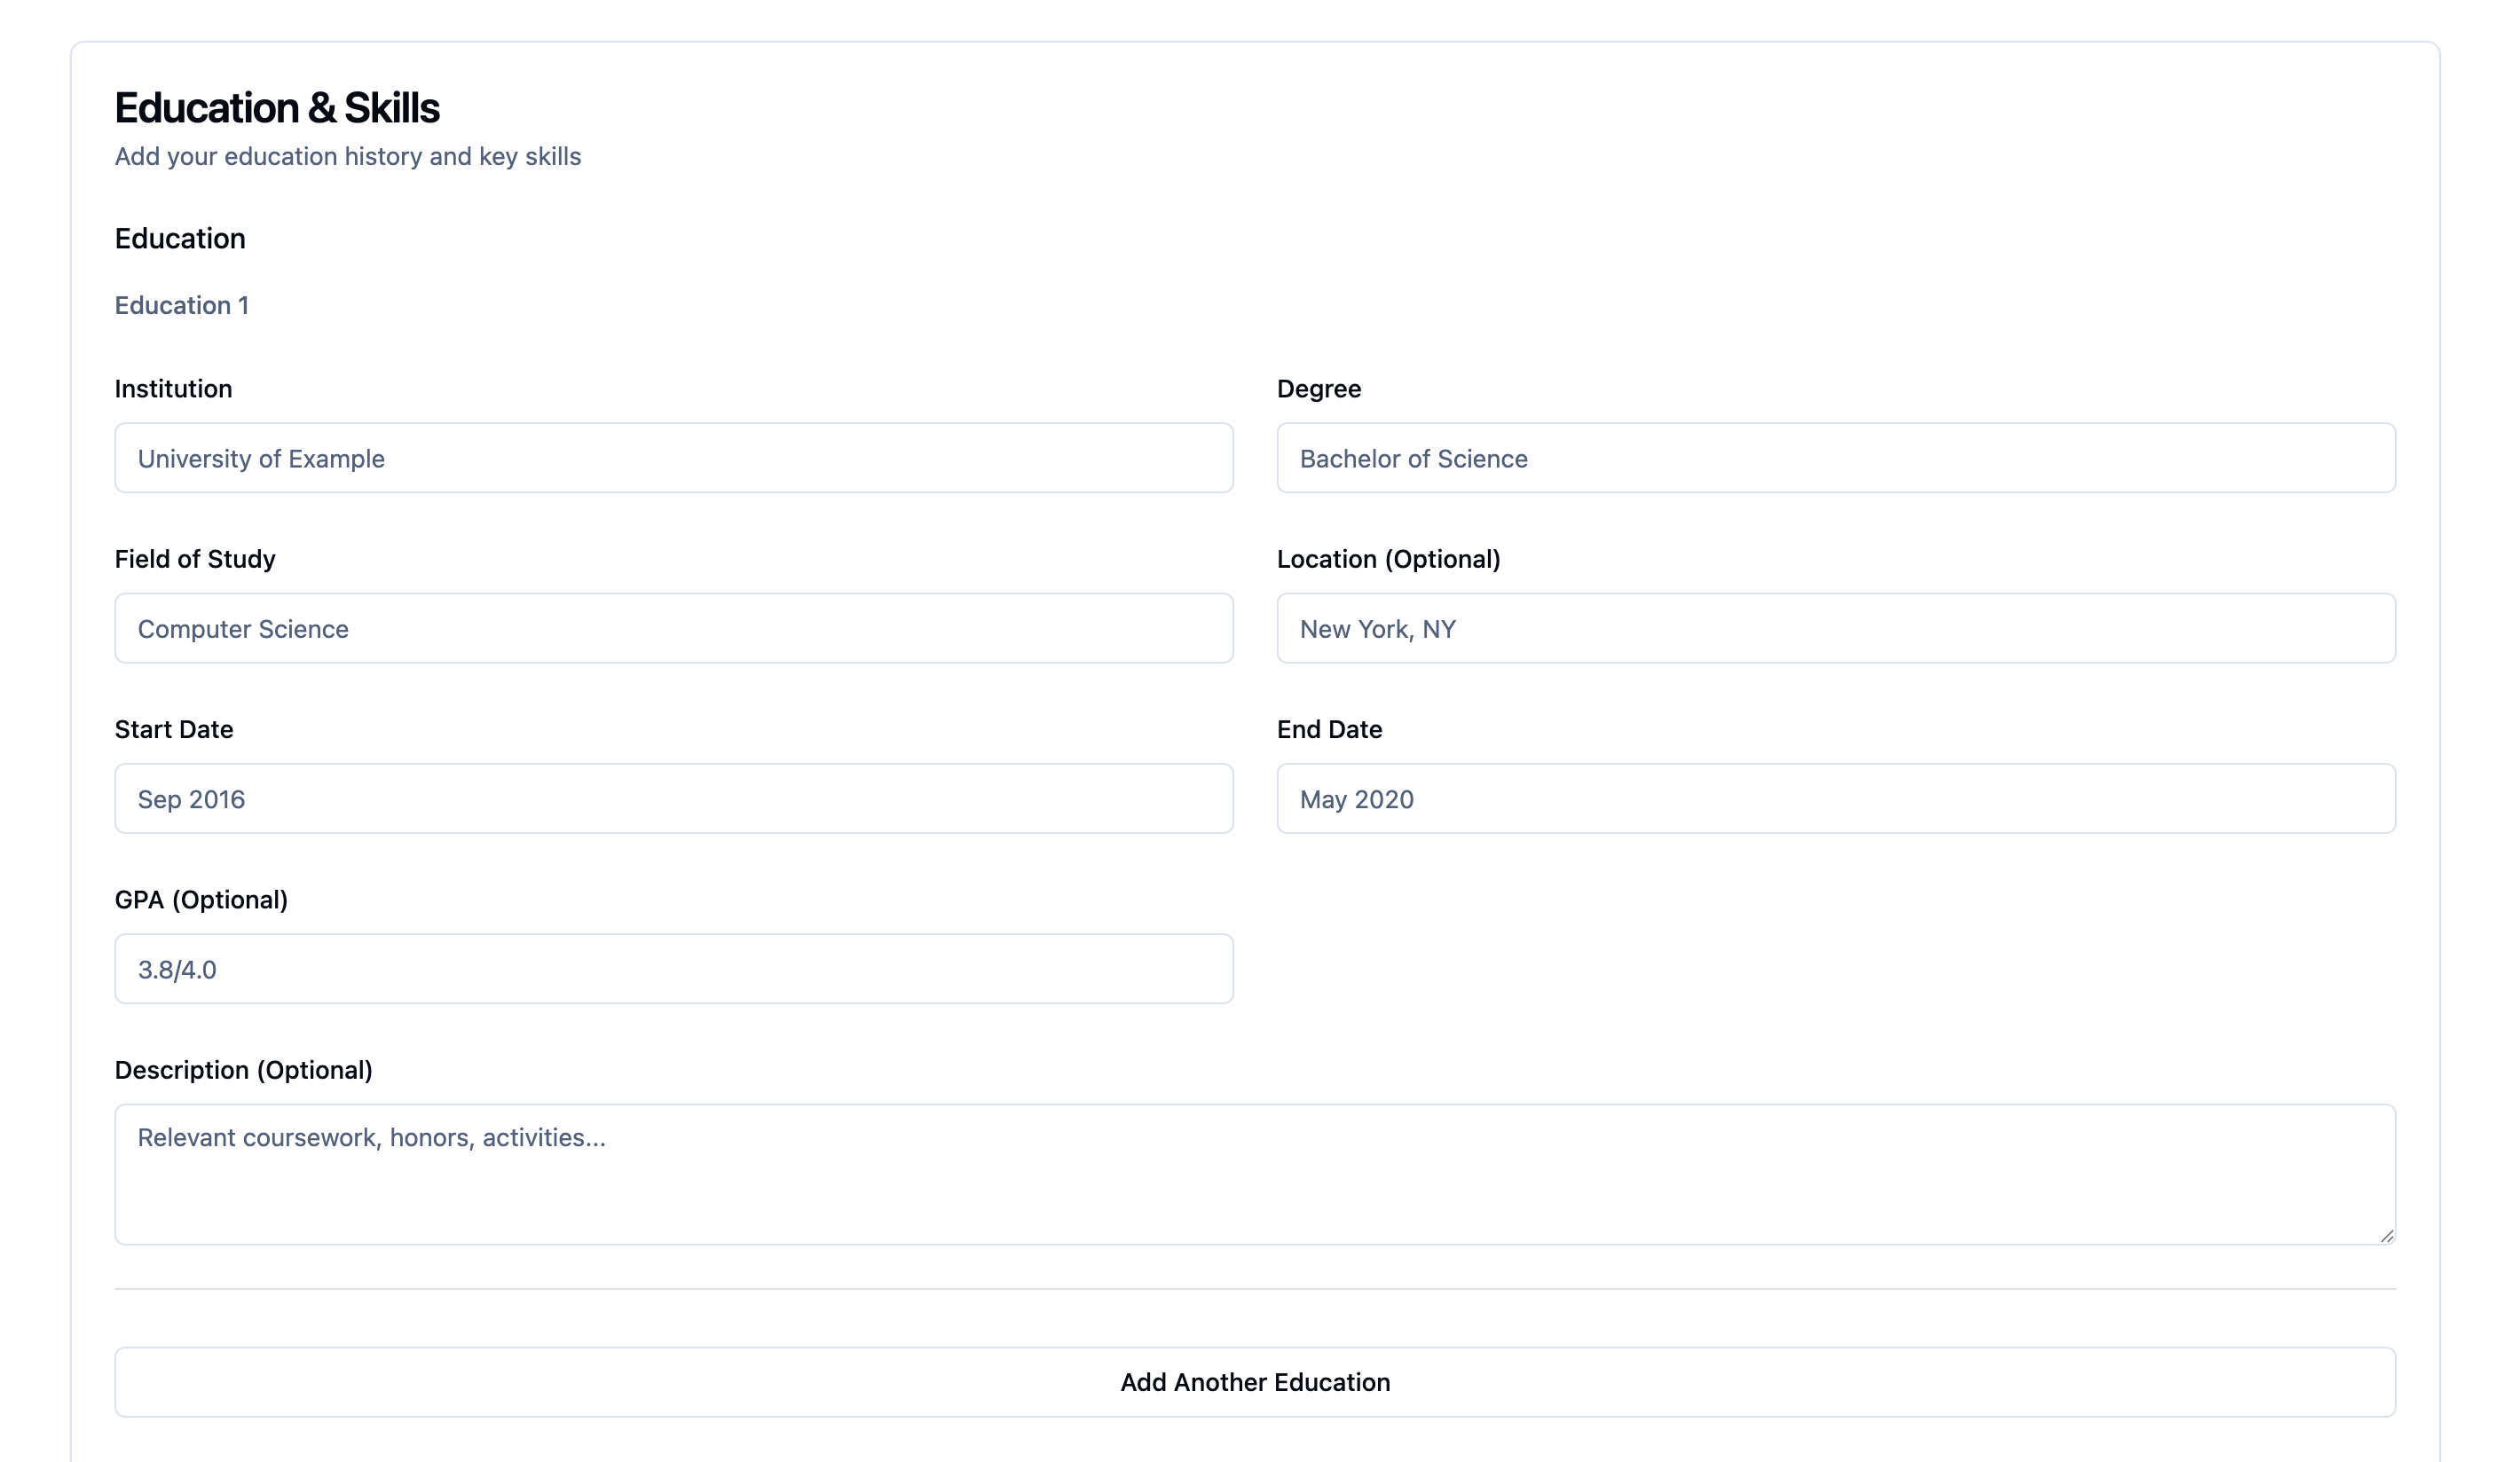 Education & Skills
Add your education history and key skills
Education
Education 1
Institution
Degree
University of Example
Bachelor of Science
Field of Study
Location (Optional)
Computer Science
New York, NY
Start Date
End Date
Sep 2016
May 2020
GPA (Optional)
3.8/4.0
Description (Optional)
Relevant coursework, honors, activities...
Add Another Education